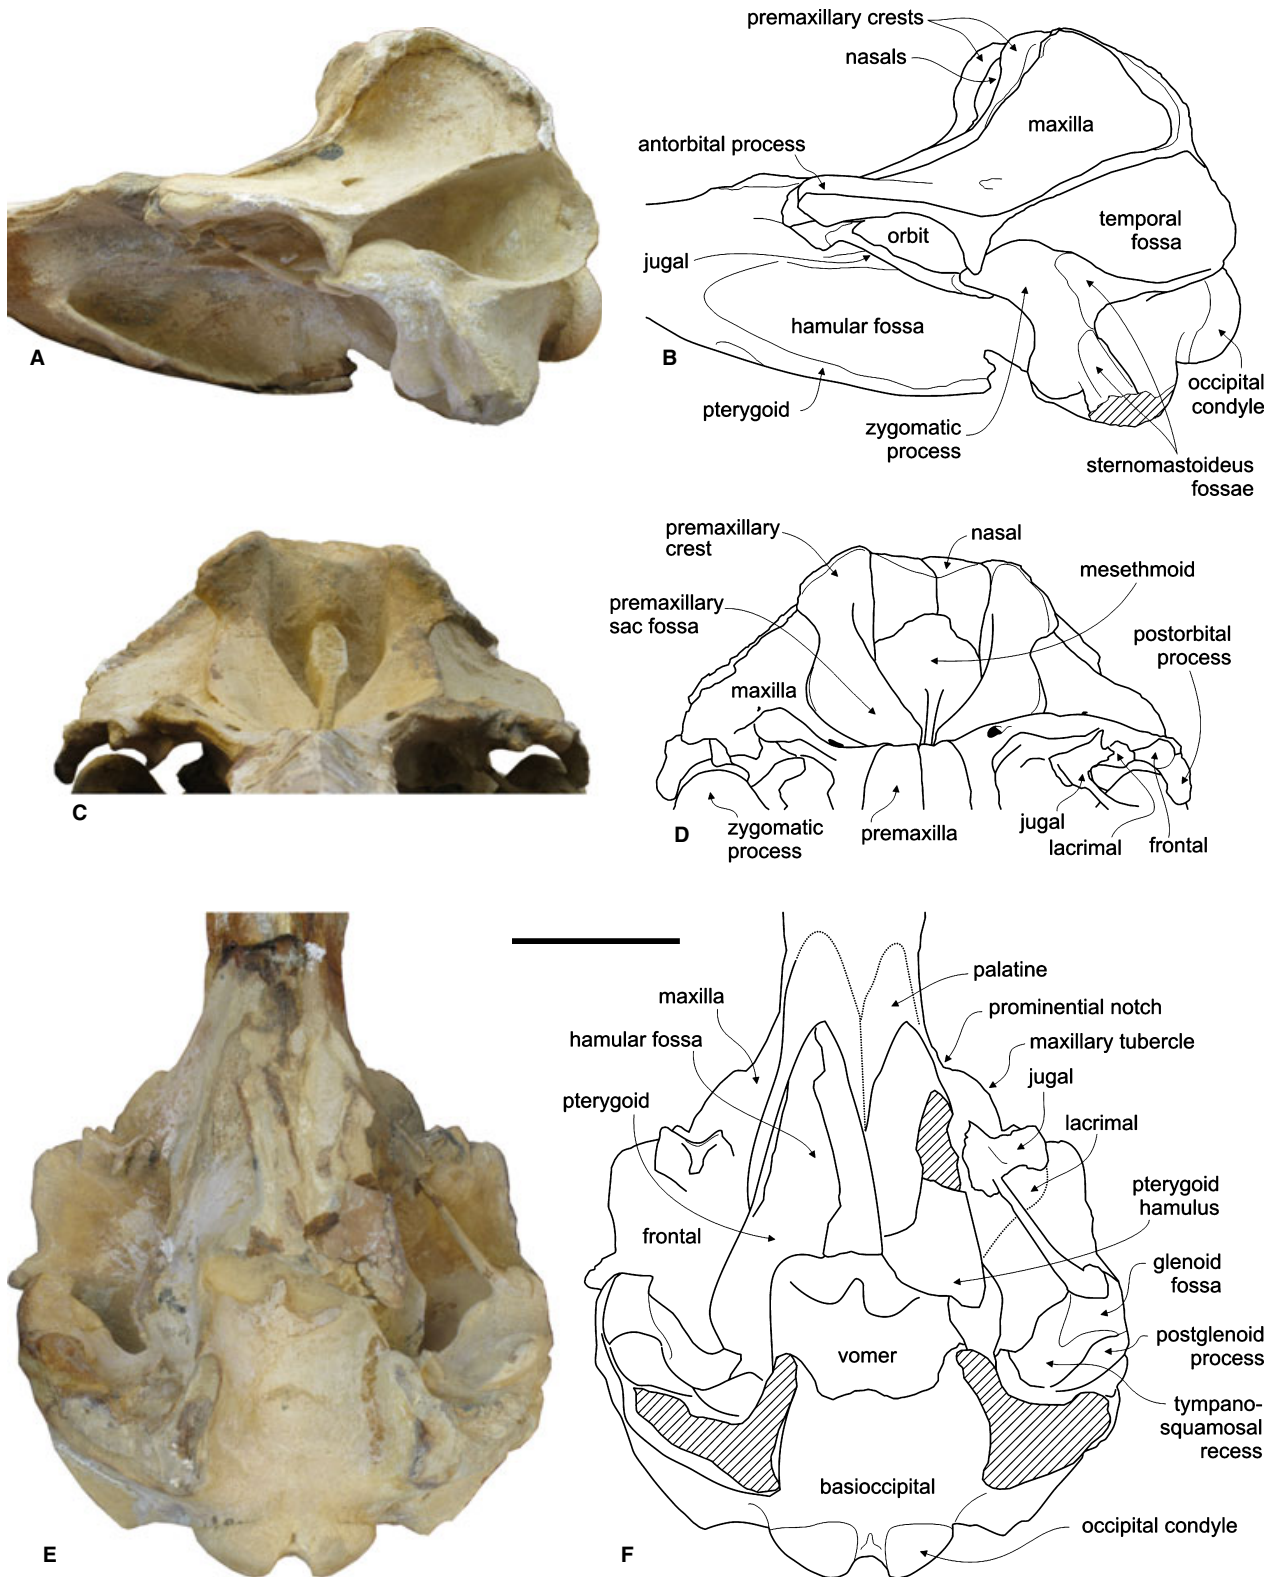 premaxillary crests
nasals
maxilla
antorbital process
temporal
fossa
orbit
jugal
hamular fossa
A
B
pterygoid
occipital
condyle
zygomatic
process
sternomastoideus
fossae
premaxillary
crest
nasal
mesethmoid
premaxillary
sac fossa
postorbital
process
maxilla
C
D
zygomatic
process
premaxilla
jugal
lacrimal
frontal
palatine
maxilla
prominential notch
hamular fossa
maxillary tubercle
jugal
pterygoid
lacrimal
pterygoid
hamulus
frontal
glenoid
fossa
postglenoid
process
vomer
tympano-
squamosal
recess
basioccipital
occipital condyle
E
F